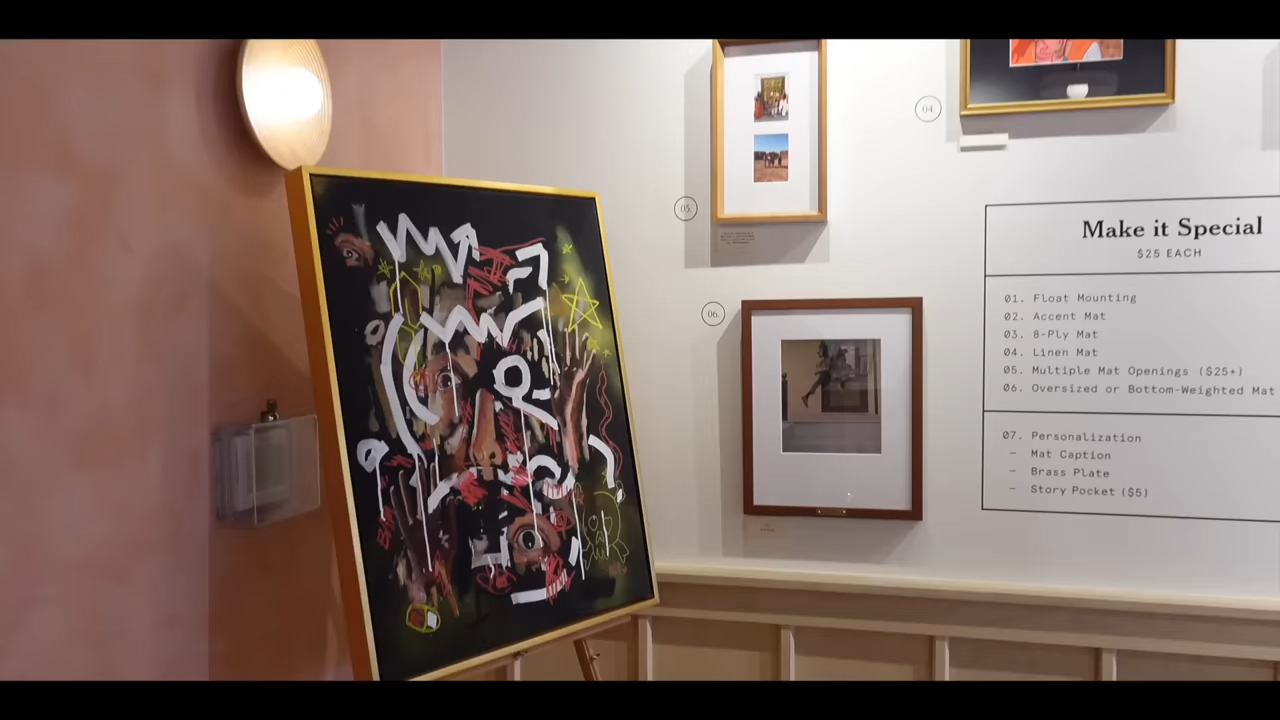 04.
05.
06.
Make it Special
$25 EACH
01. Float Mounting
02. Accent Mat
03. 8-Ply Mat
04. Linen Mat
05. Multiple Mat Openings ($25+)
06. Oversized or Bottom-Weighted Mat
07. Personalization
– Mat Caption
– Brass Plate
– Story Pocket ($5)